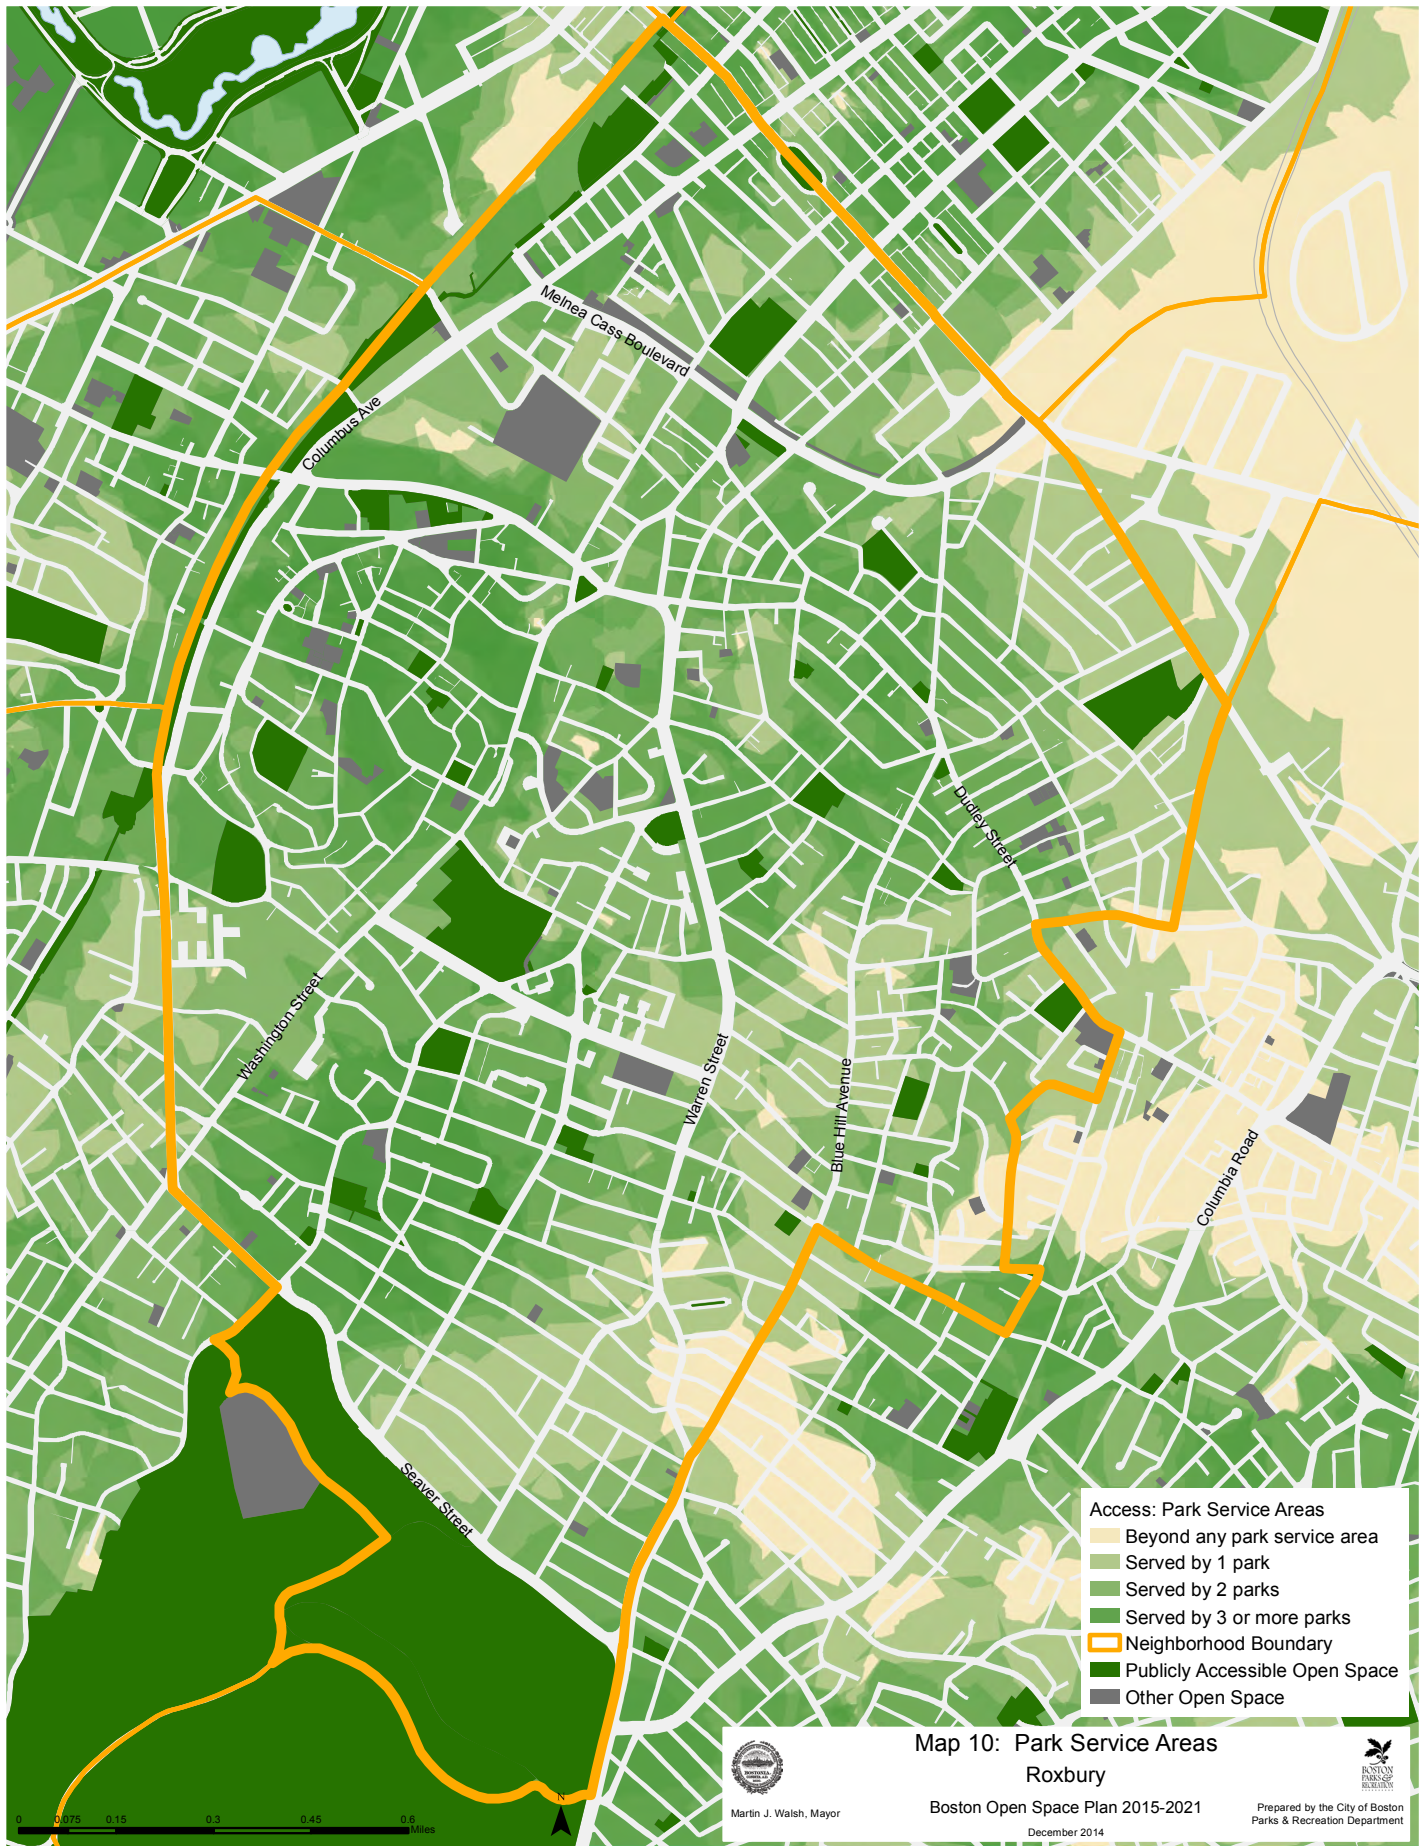 Melnea Cass Boulevard
Columbus Ave
Dudley Street
Washington Street
Warren Street
Blue Hill Avenue
Columbia Road
Seaver Street
Access: Park Service Areas
Beyond any park service area
Served by 1 park
Served by 2 parks
Served by 3 or more parks
Neighborhood Boundary
Publicly Accessible Open Space
Other Open Space
Map 10: Park Service Areas
Roxbury
Boston Open Space Plan 2015-2021
December 2014
Martin J. Walsh, Mayor
BOSTON
PARKS &
RECREATION
Prepared by the City of Boston
Parks & Recreation Department
N
0 0.075 0.15 0.3 0.45 0.6
Miles